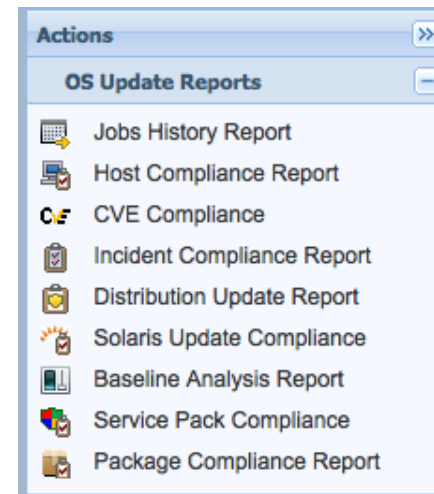 Actions
OS Update Reports
Jobs History Report
Host Compliance Report
CVE CVE Compliance
Incident Compliance Report
Distribution Update Report
Solaris Update Compliance
Baseline Analysis Report
Service Pack Compliance
Package Compliance Report